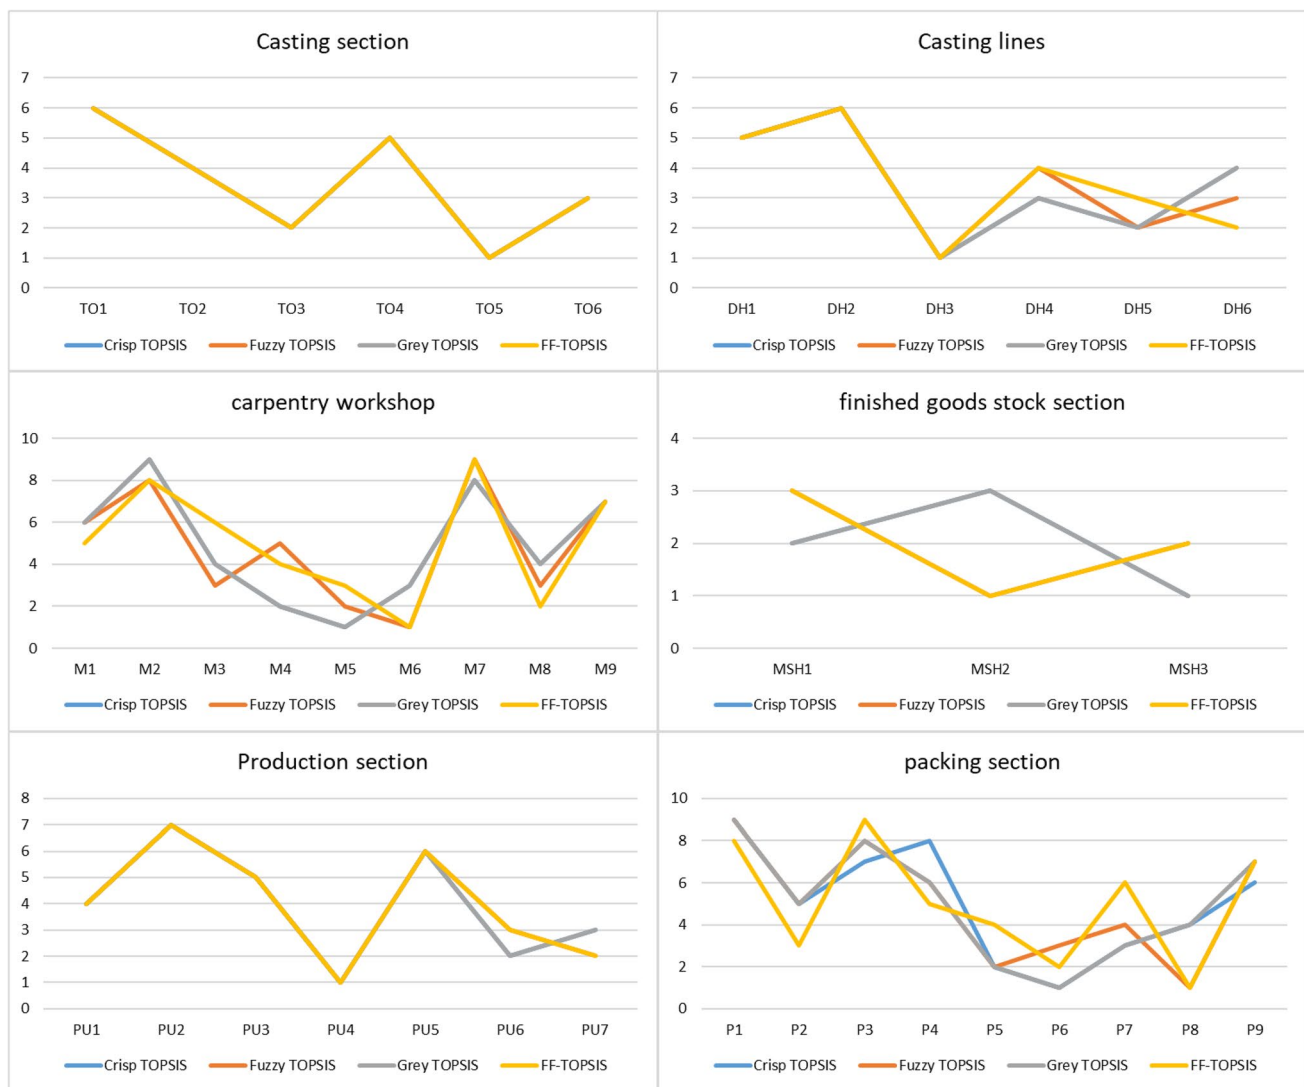 Casting section
7
6
5
4
3
2
1
0
TO1 TO2 TO3 TO4 TO5 TO6
Crisp TOPSIS Fuzzy TOPSIS Grey TOPSIS FF-TOPSIS
Casting lines
7
6
5
4
3
2
1
0
DH1 DH2 DH3 DH4 DH5 DH6
Crisp TOPSIS Fuzzy TOPSIS Grey TOPSIS FF-TOPSIS
carpentry workshop
10
8
6
4
2
0
M1 M2 M3 M4 M5 M6 M7 M8 M9
Crisp TOPSIS Fuzzy TOPSIS Grey TOPSIS FF-TOPSIS
finished goods stock section
4
3
2
1
0
MSH1 MSH2 MSH3
Crisp TOPSIS Fuzzy TOPSIS Grey TOPSIS FF-TOPSIS
Production section
8
7
6
5
4
3
2
1
0
PU1 PU2 PU3 PU4 PU5 PU6 PU7
Crisp TOPSIS Fuzzy TOPSIS Grey TOPSIS FF-TOPSIS
packing section
10
8
6
4
2
0
P1 P2 P3 P4 P5 P6 P7 P8 P9
Crisp TOPSIS Fuzzy TOPSIS Grey TOPSIS FF-TOPSIS